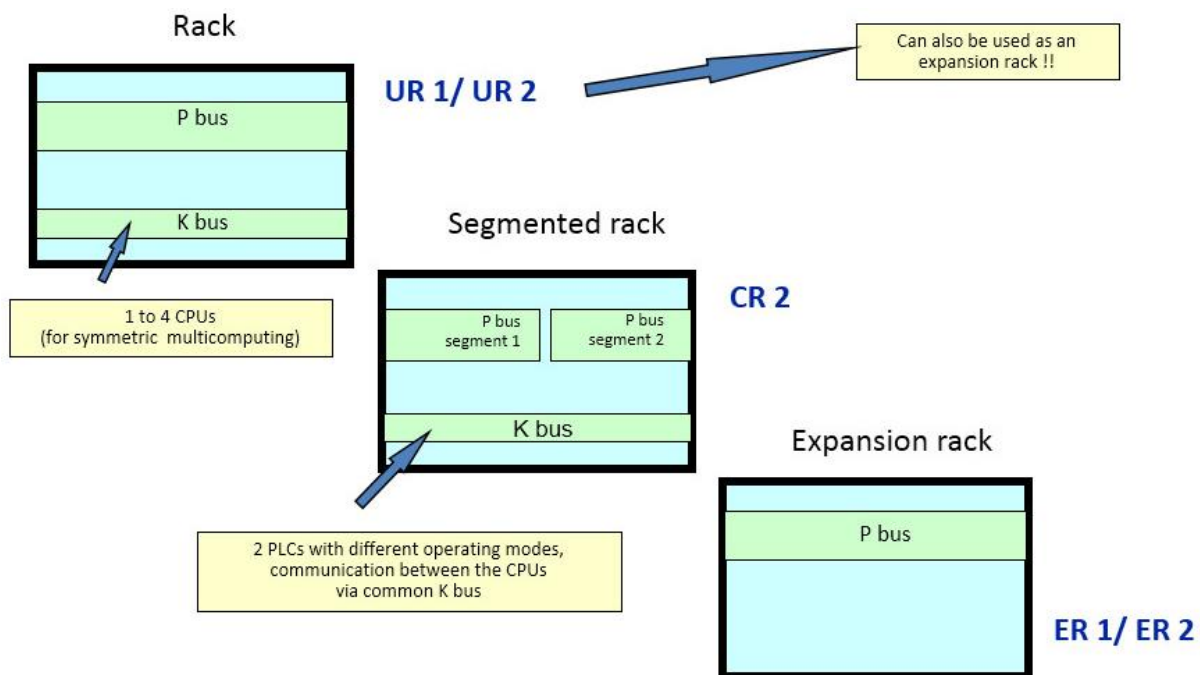 Rack
Can also be used as an
expansion rack !!
UR 1/ UR 2
P bus
K bus
1 to 4 CPUs
(for symmetric multicomputing)
Segmented rack
CR 2
P bus
segment 1
P bus
segment 2
K bus
2 PLCs with different operating modes,
communication between the CPUs
via common K bus
Expansion rack
P bus
ER 1/ ER 2